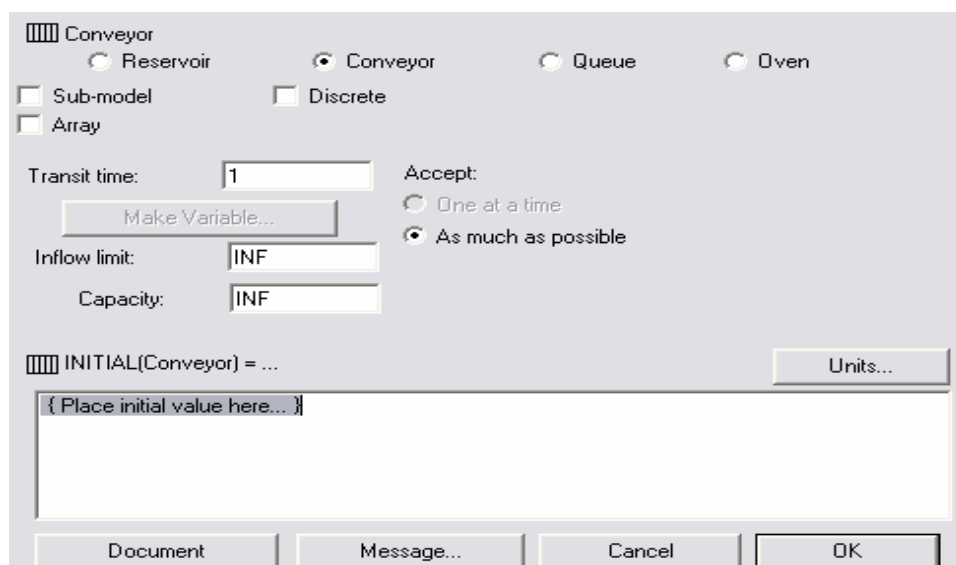 Conveyor
Reservoir Conveyor Queue Oven
Sub-model Discrete
Array
Transit time: 1 Accept:
Make Variable... One at a time
As much as possible
Inflow limit: INF
Capacity: INF
INITIAL(Conveyor) = ...
Units...
{ Place initial value here... }
Document Message... Cancel OK